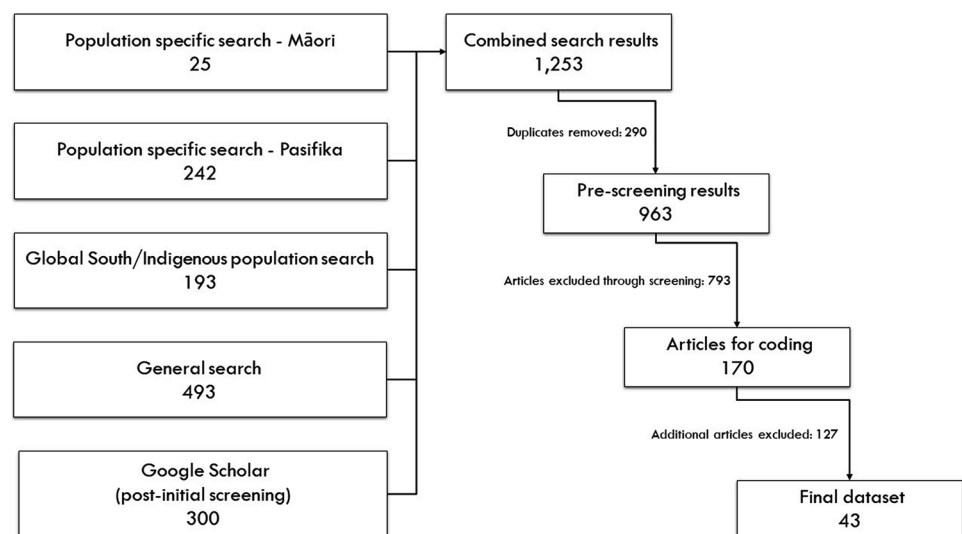 Population specific search - Māori
25
Population specific search - Pasifika
242
Global South/Indigenous population search
193
General search
493
Google Scholar
(post-initial screening)
300
Combined search results
1,253
Duplicates removed: 290
Pre-screening results
963
Articles excluded through screening: 793
Articles for coding
170
Additional articles excluded: 127
Final dataset
43